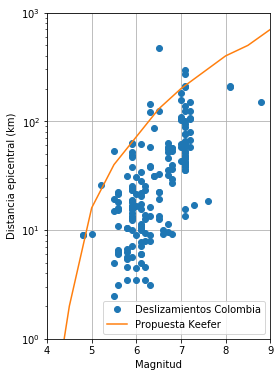 10³
Distancia epicentral (km)
10²
10¹
10⁰
Deslizamientos Colombia
Propuesta Keefer
4 5 6 7 8 9
Magnitud